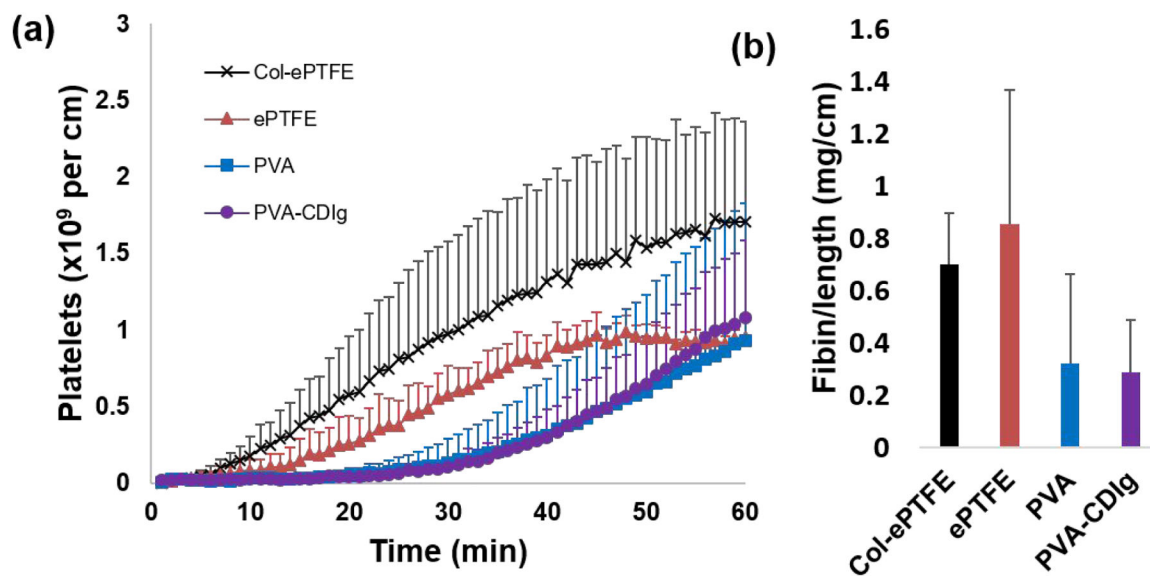 (a)
Platelets (x10⁹ per cm)
3
2.5
2
1.5
1
0.5
0
Col-ePTFE
ePTFE
PVA
PVA-CDIg
0 10 20 30 40 50 60
Time (min)
(b)
Fibin/length (mg/cm)
1.6
1.4
1.2
1
0.8
0.6
0.4
0.2
0
Col-ePTFE
ePTFE
PVA
PVA-CDIg